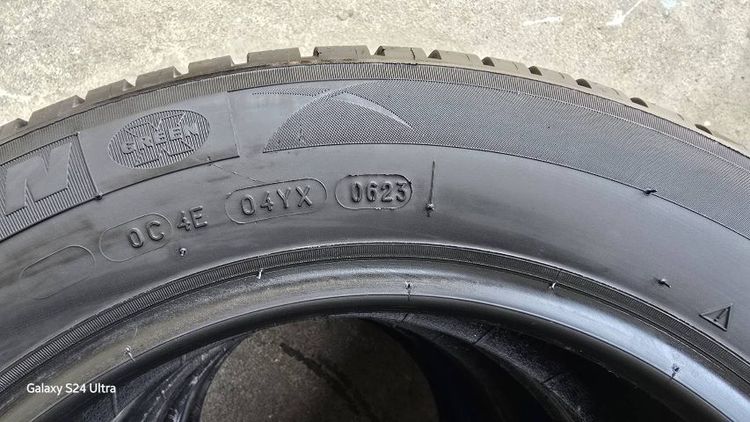 N GREEN X
0C 4E 04YX 0623
Galaxy S24 Ultra